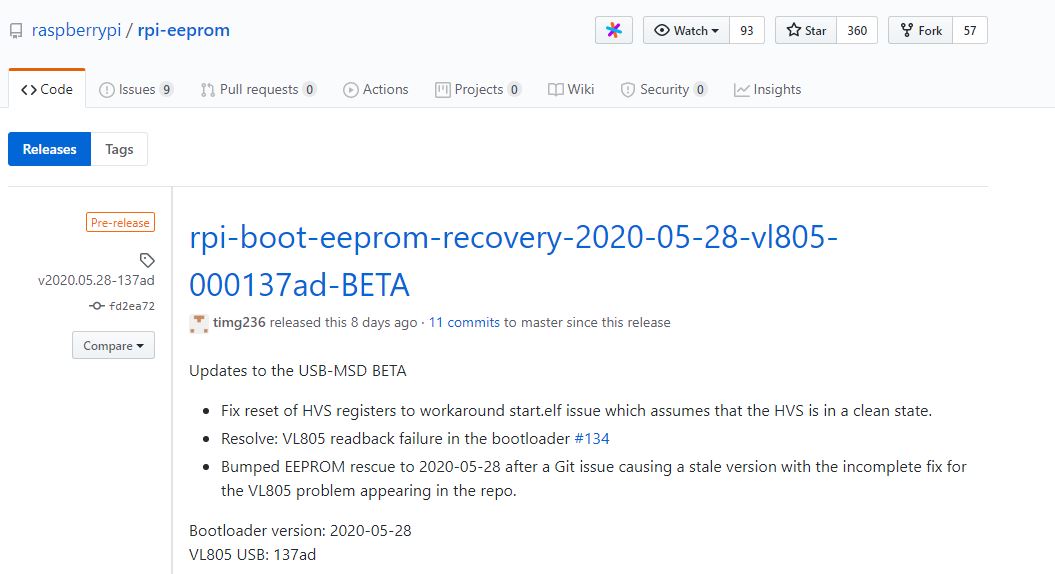 raspberrypi / rpi-eeprom
Watch 93 Star 360 Fork 57
Code Issues 9 Pull requests 0 Actions Projects 0 Wiki Security 0 Insights
Releases Tags
Pre-release
v2020.05.28-137ad
fd2ea72
Compare
rpi-boot-eeprom-recovery-2020-05-28-vl805-
000137ad-BETA
timg236 released this 8 days ago · 11 commits to master since this release
Updates to the USB-MSD BETA
• Fix reset of HVS registers to workaround start.elf issue which assumes that the HVS is in a clean state.
• Resolve: VL805 readback failure in the bootloader #134
• Bumped EEPROM rescue to 2020-05-28 after a Git issue causing a stale version with the incomplete fix for
the VL805 problem appearing in the repo.
Bootloader version: 2020-05-28
VL805 USB: 137ad